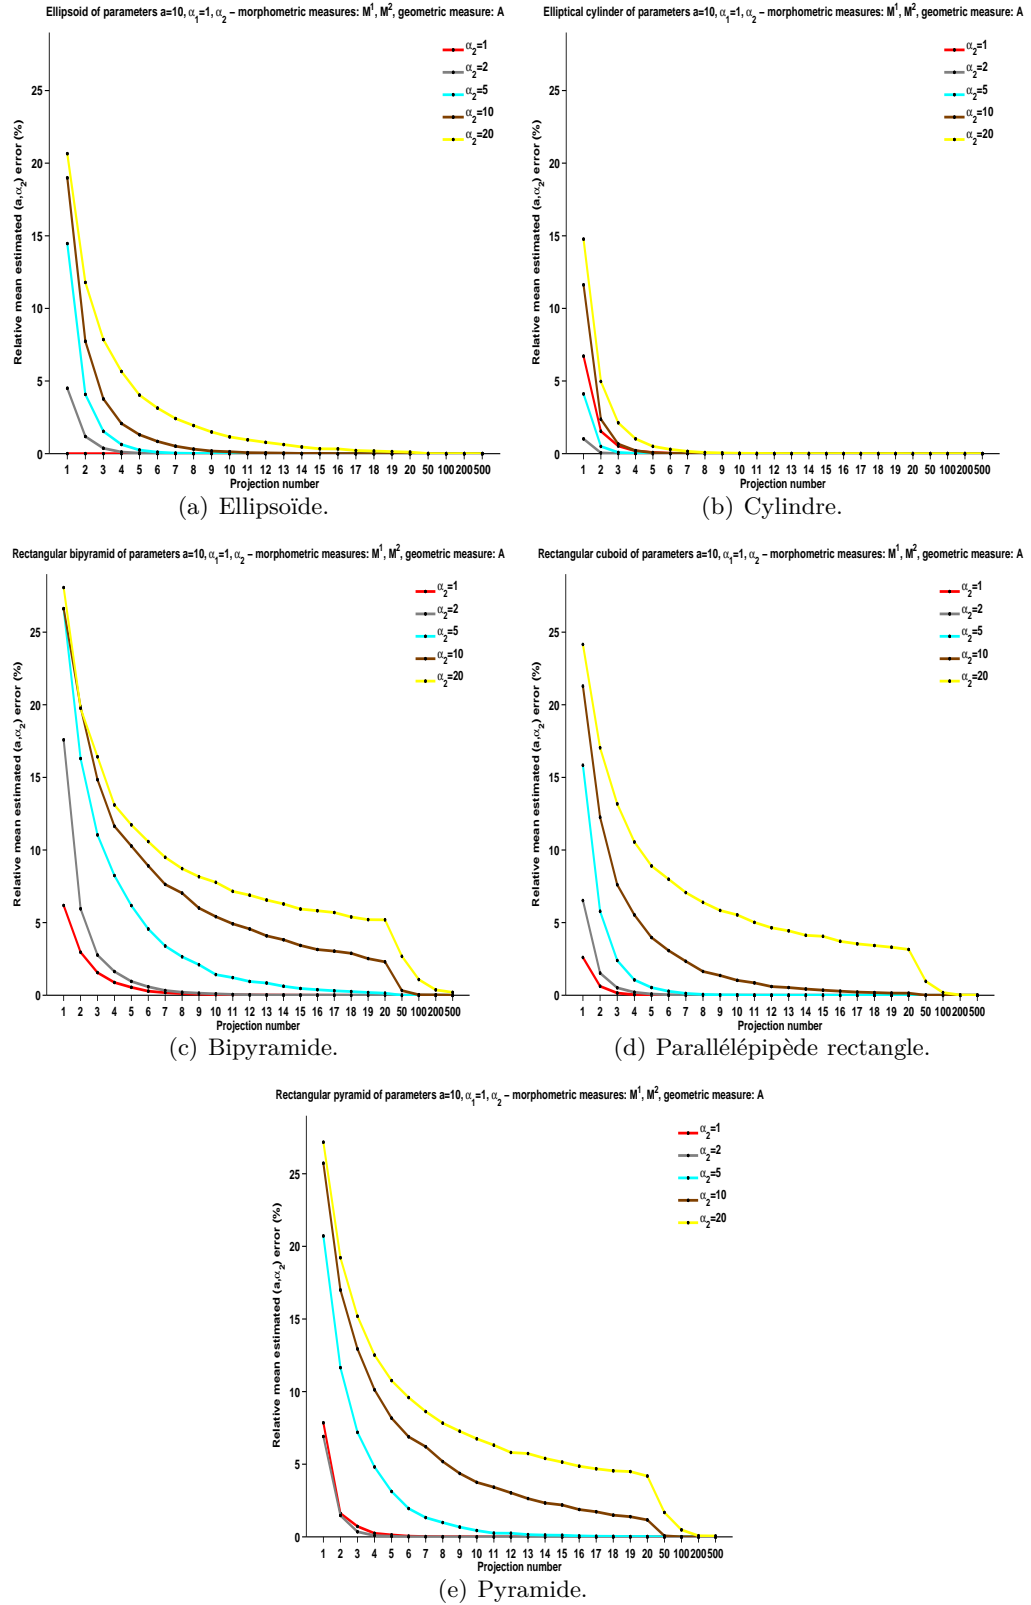 Ellipsoid of parameters a=10, α₁=1, α₂ – morphometric measures: M¹, M², geometric measure: A
α₂=1
α₂=2
α₂=5
α₂=10
α₂=20
25
20
15
10
5
0
Relative mean estimated (a,α₂) error (%)
1 2 3 4 5 6 7 8 9 10 11 12 13 14 15 16 17 18 19 20 50 100 200 500
Projection number
(a) Ellipsoïde.
Elliptical cylinder of parameters a=10, α₁=1, α₂ – morphometric measures: M¹, M², geometric measure: A
α₂=1
α₂=2
α₂=5
α₂=10
α₂=20
25
20
15
10
5
0
Relative mean estimated (a,α₂) error (%)
1 2 3 4 5 6 7 8 9 10 11 12 13 14 15 16 17 18 19 20 50 100 200 500
Projection number
(b) Cylindre.
Rectangular bipyramid of parameters a=10, α₁=1, α₂ – morphometric measures: M¹, M², geometric measure: A
α₂=1
α₂=2
α₂=5
α₂=10
α₂=20
25
20
15
10
5
0
Relative mean estimated (a,α₂) error (%)
1 2 3 4 5 6 7 8 9 10 11 12 13 14 15 16 17 18 19 20 50 100 200 500
Projection number
(c) Bipyramide.
Rectangular cuboid of parameters a=10, α₁=1, α₂ – morphometric measures: M¹, M², geometric measure: A
α₂=1
α₂=2
α₂=5
α₂=10
α₂=20
25
20
15
10
5
0
Relative mean estimated (a,α₂) error (%)
1 2 3 4 5 6 7 8 9 10 11 12 13 14 15 16 17 18 19 20 50 100 200 500
Projection number
(d) Parallélépipède rectangle.
Rectangular pyramid of parameters a=10, α₁=1, α₂ – morphometric measures: M¹, M², geometric measure: A
α₂=1
α₂=2
α₂=5
α₂=10
α₂=20
25
20
15
10
5
0
Relative mean estimated (a,α₂) error (%)
1 2 3 4 5 6 7 8 9 10 11 12 13 14 15 16 17 18 19 20 50 100 200 500
Projection number
(e) Pyramide.